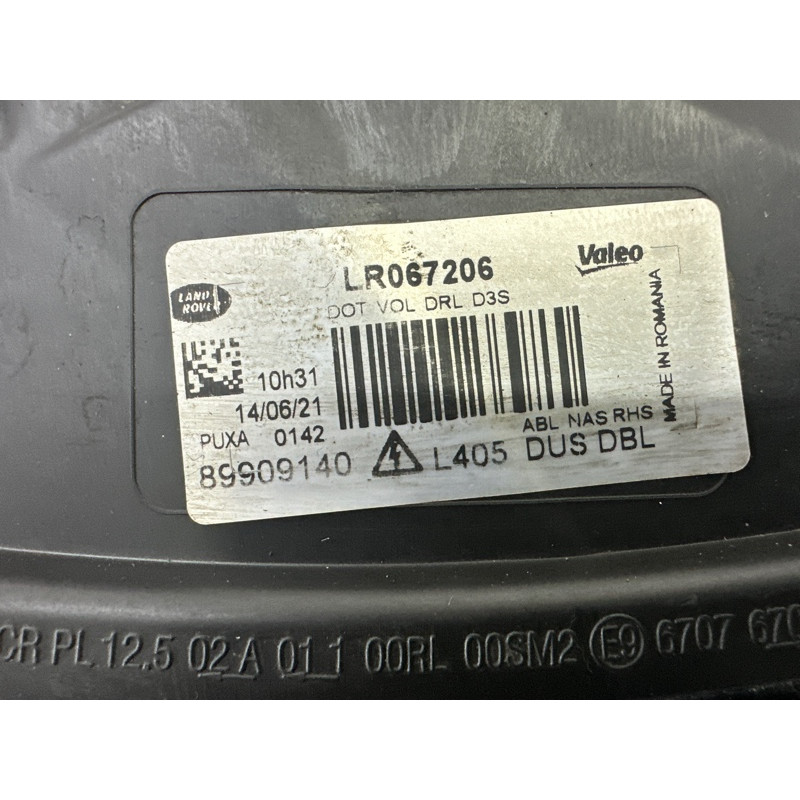 LR067206
Valeo
LAND
ROVER
DOT VOL DRL D3S
MADE IN ROMANIA
10h31
14/06/21
ABL NAS RHS
PUXA 0142
89909140 L405 DUS DBL
CR PL 12,5 02 A 01 1 00RL 00SM2 E9 6707